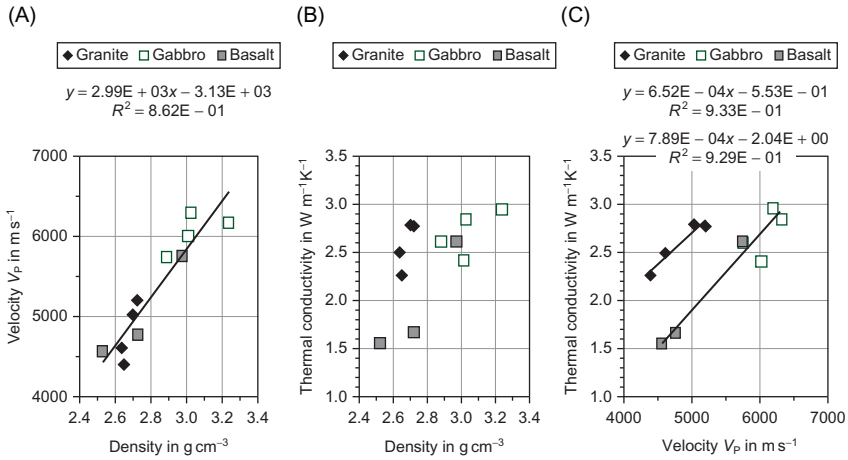 (A)
Granite Gabbro Basalt
y = 2.99E + 03x − 3.13E + 03
R² = 8.62E − 01
7000
6000
5000
4000
Velocity VP in m s⁻¹
2.4 2.6 2.8 3.0 3.2 3.4
Density in g cm⁻³
(B)
Granite Gabbro Basalt
3.5
3.0
2.5
2.0
1.5
1.0
Thermal conductivity in W m⁻¹K⁻¹
2.4 2.6 2.8 3.0 3.2 3.4
Density in g cm⁻³
(C)
Granite Gabbro Basalt
y = 6.52E − 04x − 5.53E − 01
R² = 9.33E − 01
y = 7.89E − 04x − 2.04E + 00
R² = 9.29E − 01
3.5
3.0
2.5
2.0
1.5
1.0
Thermal conductivity in W m⁻¹K⁻¹
4000 5000 6000 7000
Velocity VP in m s⁻¹